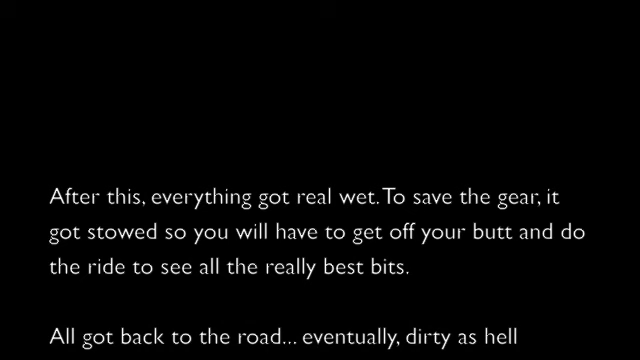 After this, everything got real wet. To save the gear, it
got stowed so you will have to get off your butt and do
the ride to see all the really best bits.
All got back to the road... eventually, dirty as hell